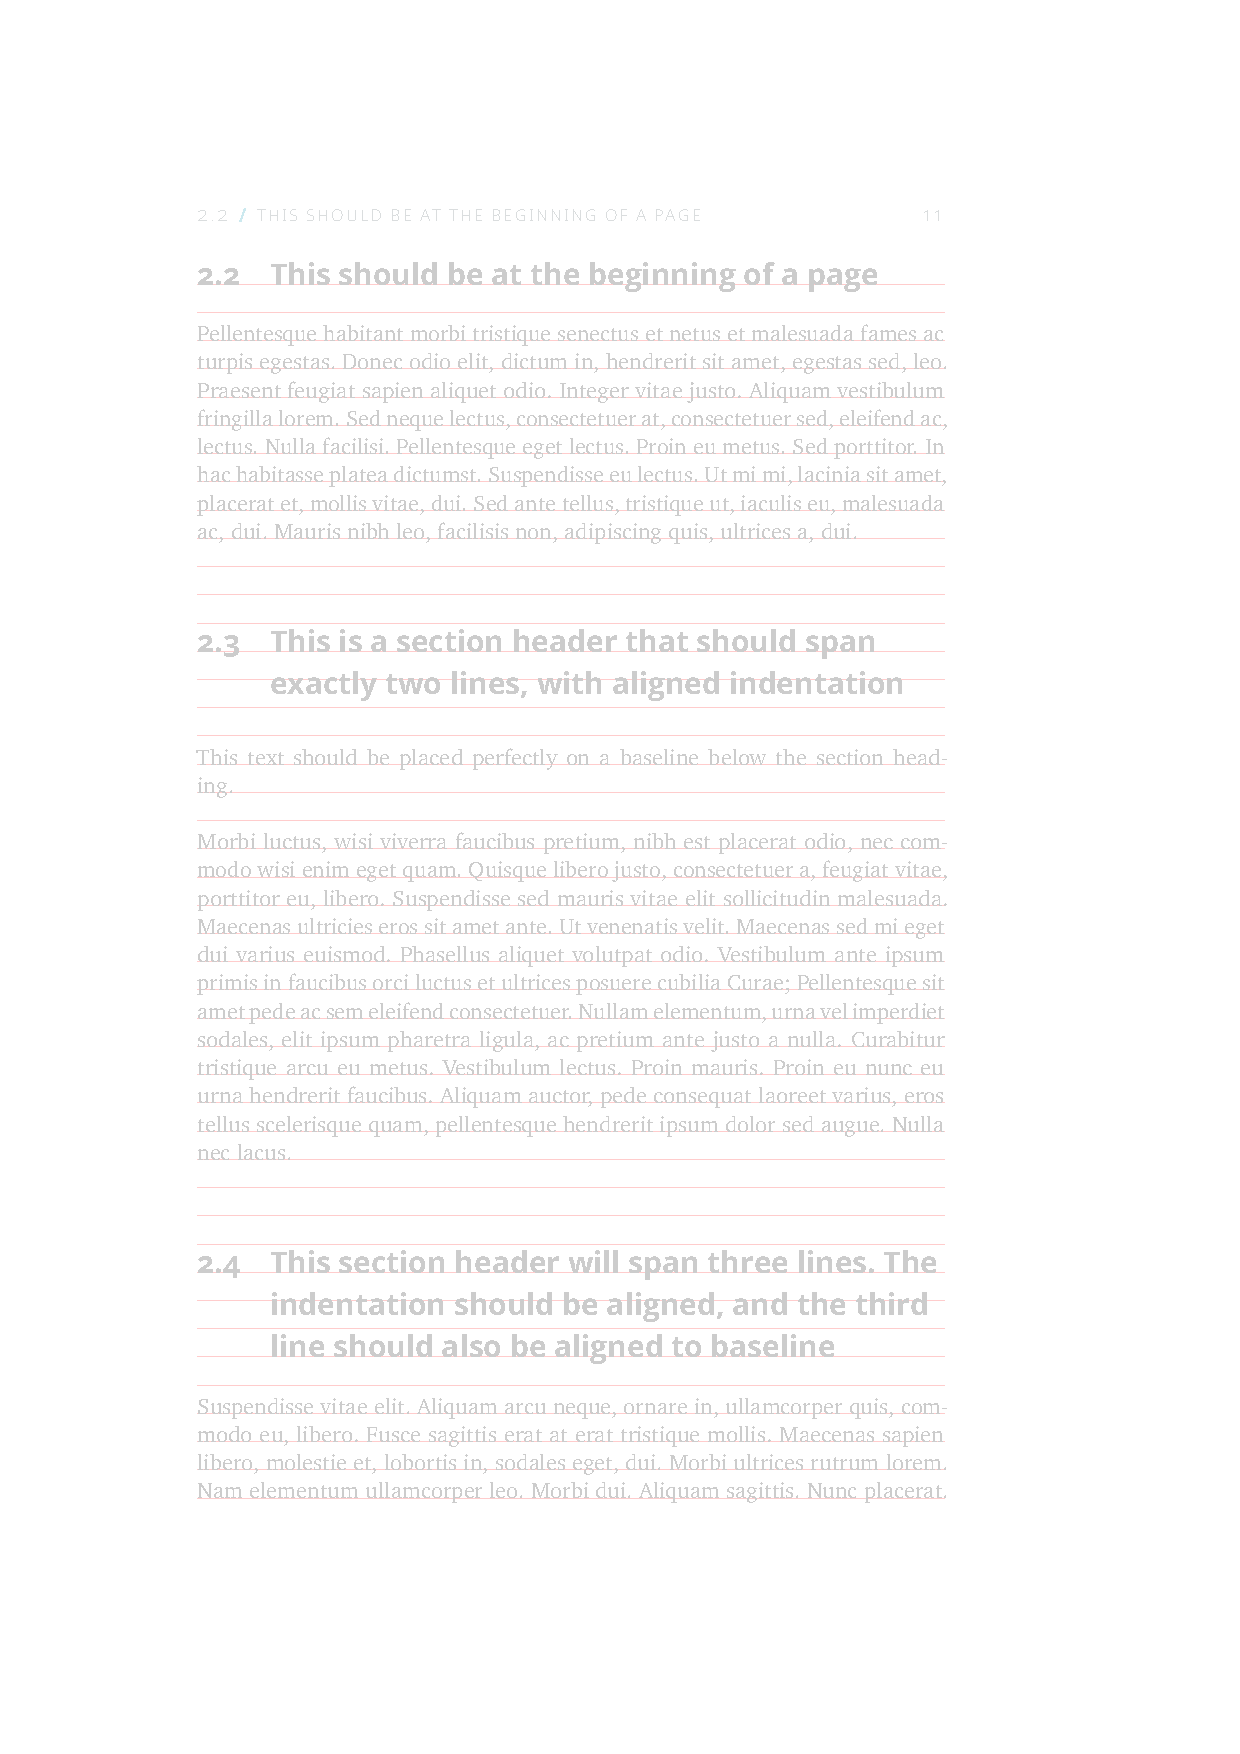 2.2 / THIS SHOULD BE AT THE BEGINNING OF A PAGE 11
2.2 This should be at the beginning of a page
Pellentesque habitant morbi tristique senectus et netus et malesuada fames ac
turpis egestas. Donec odio elit, dictum in, hendrerit sit amet, egestas sed, leo.
Praesent feugiat sapien aliquet odio. Integer vitae justo. Aliquam vestibulum
fringilla lorem. Sed neque lectus, consectetuer at, consectetuer sed, eleifend ac,
lectus. Nulla facilisi. Pellentesque eget lectus. Proin eu metus. Sed porttitor. In
hac habitasse platea dictumst. Suspendisse eu lectus. Ut mi mi, lacinia sit amet,
placerat et, mollis vitae, dui. Sed ante tellus, tristique ut, iaculis eu, malesuada
ac, dui. Mauris nibh leo, facilisis non, adipiscing quis, ultrices a, dui.
2.3 This is a section header that should span
exactly two lines, with aligned indentation
This text should be placed perfectly on a baseline below the section head-
ing.
Morbi luctus, wisi viverra faucibus pretium, nibh est placerat odio, nec com-
modo wisi enim eget quam. Quisque libero justo, consectetuer a, feugiat vitae,
porttitor eu, libero. Suspendisse sed mauris vitae elit sollicitudin malesuada.
Maecenas ultricies eros sit amet ante. Ut venenatis velit. Maecenas sed mi eget
dui varius euismod. Phasellus aliquet volutpat odio. Vestibulum ante ipsum
primis in faucibus orci luctus et ultrices posuere cubilia Curae; Pellentesque sit
amet pede ac sem eleifend consectetuer. Nullam elementum, urna vel imperdiet
sodales, elit ipsum pharetra ligula, ac pretium ante justo a nulla. Curabitur
tristique arcu eu metus. Vestibulum lectus. Proin mauris. Proin eu nunc eu
urna hendrerit faucibus. Aliquam auctor, pede consequat laoreet varius, eros
tellus scelerisque quam, pellentesque hendrerit ipsum dolor sed augue. Nulla
nec lacus.
2.4 This section header will span three lines. The
indentation should be aligned, and the third
line should also be aligned to baseline
Suspendisse vitae elit. Aliquam arcu neque, ornare in, ullamcorper quis, com-
modo eu, libero. Fusce sagittis erat at erat tristique mollis. Maecenas sapien
libero, molestie et, lobortis in, sodales eget, dui. Morbi ultrices rutrum lorem.
Nam elementum ullamcorper leo. Morbi dui. Aliquam sagittis. Nunc placerat.